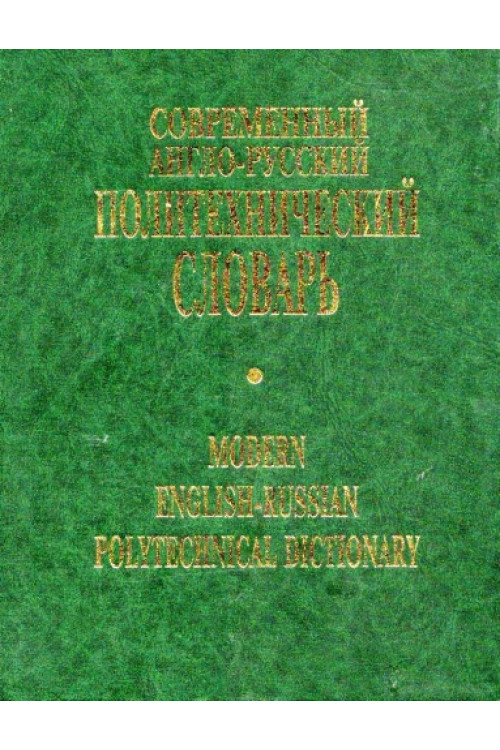 СОВРЕМЕННЫЙ
АНГЛО-РУССКИЙ
ПОЛИТЕХНИЧЕСКИЙ
СЛОВАРЬ
MODERN
ENGLISH-RUSSIAN
POLYTECHNICAL DICTIONARY